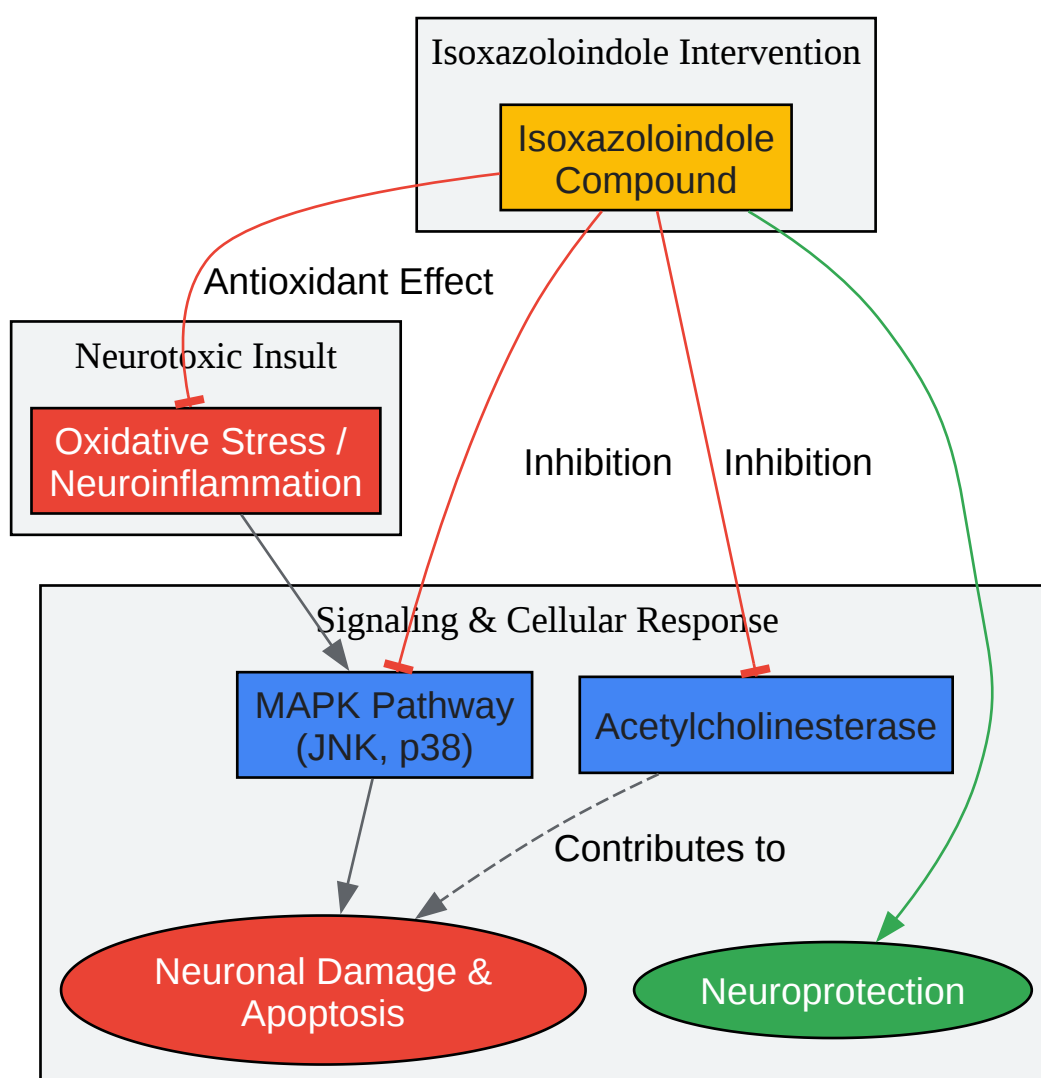 Isoxazoloindole Intervention
Isoxazoloindole
Compound
Antioxidant Effect
Neurotoxic Insult
Oxidative Stress /
Neuroinflammation
Inhibition
Inhibition
Signaling & Cellular Response
MAPK Pathway
(JNK, p38)
Acetylcholinesterase
Contributes to
Neuronal Damage &
Apoptosis
Neuroprotection